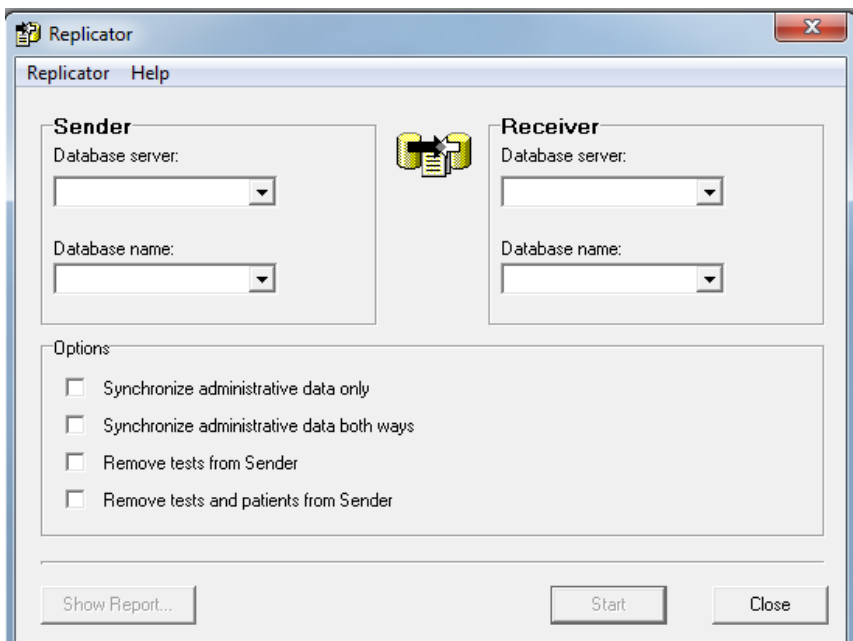 Replicator
Replicator Help
Sender
Database server:
Database name:
Receiver
Database server:
Database name:
Options
Synchronize administrative data only
Synchronize administrative data both ways
Remove tests from Sender
Remove tests and patients from Sender
Show Report...
Start
Close